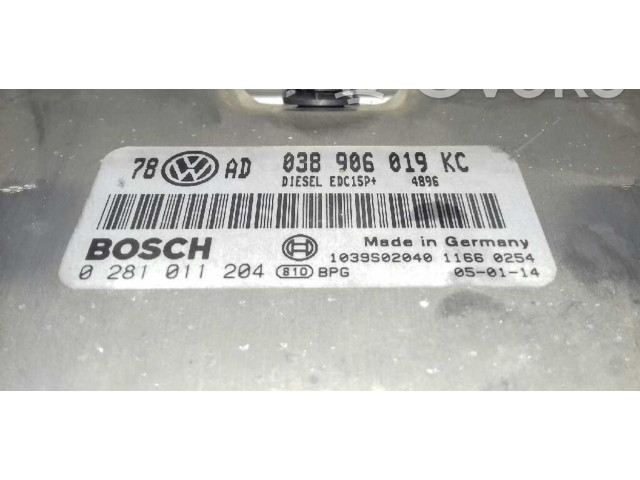 78 VW AD 038 906 019 KC
DIESEL EDC15P+ 4896
BOSCH
Made in Germany
1039S02040 1166 0254
0 281 011 204 810 BPG 05-01-14